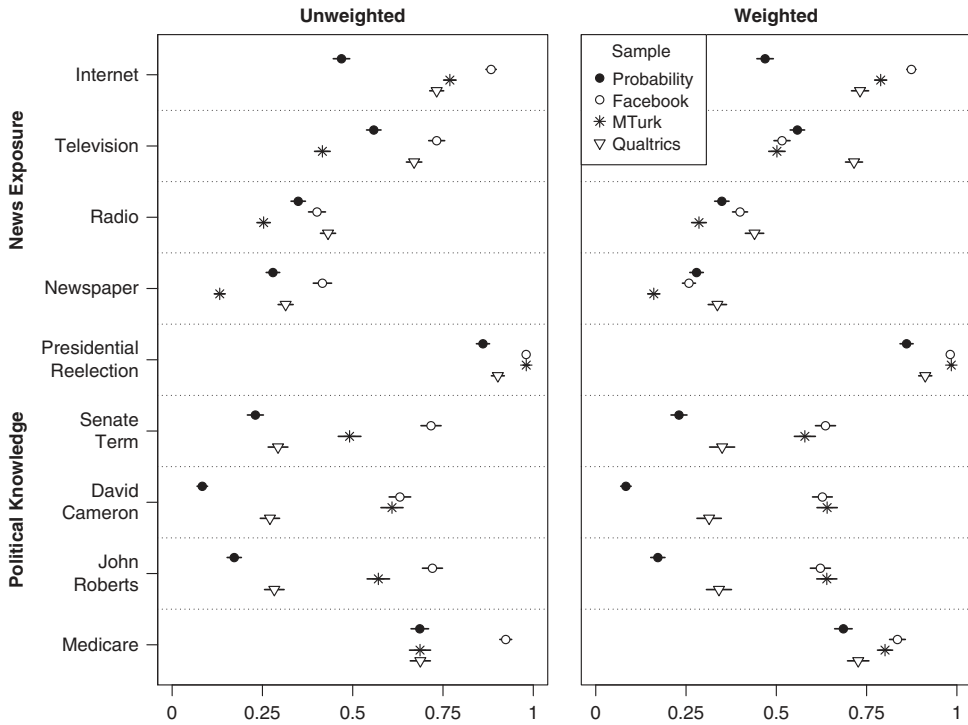 Unweighted
Weighted
News Exposure
Political Knowledge
Internet
Television
Radio
Newspaper
Presidential
Reelection
Senate
Term
David
Cameron
John
Roberts
Medicare
Sample
Probability
Facebook
MTurk
Qualtrics
0 0.25 0.5 0.75 1
0 0.25 0.5 0.75 1